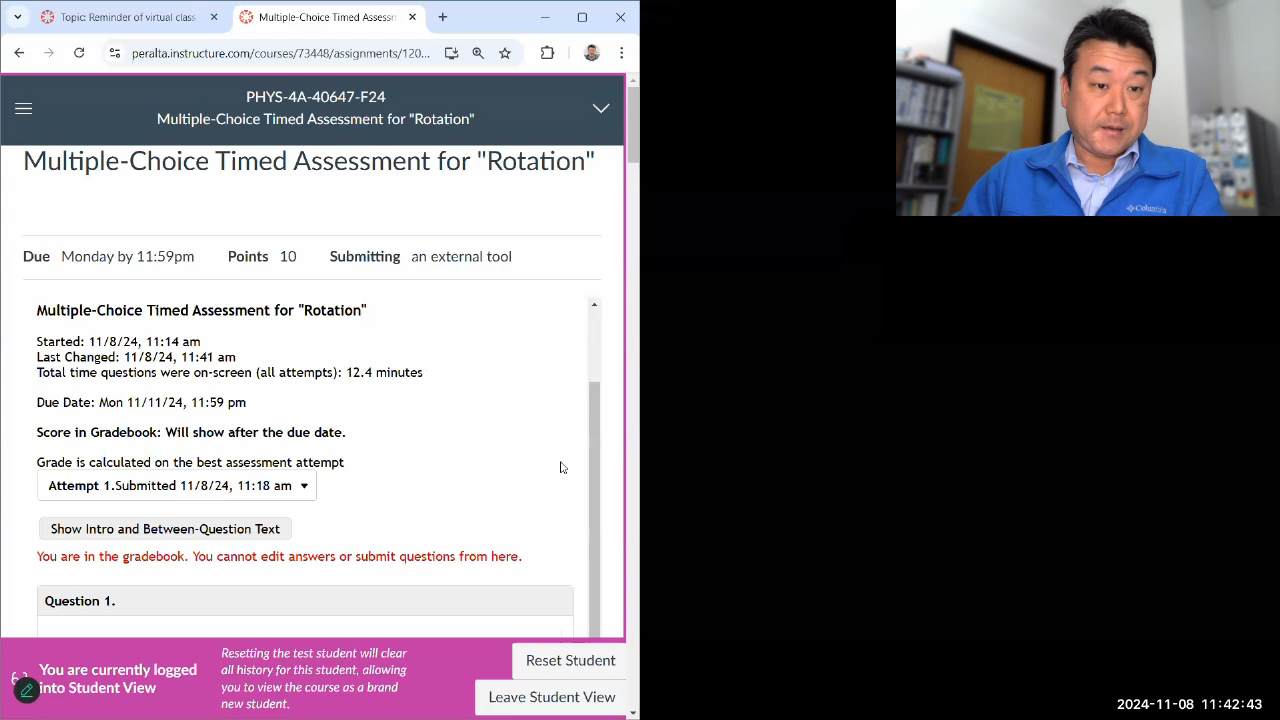 Topic: Reminder of virtual class
Multiple-Choice Timed Assessm
peralta.instructure.com/courses/73448/assignments/120...
PHYS-4A-40647-F24
Multiple-Choice Timed Assessment for "Rotation"
Multiple-Choice Timed Assessment for "Rotation"
Due Monday by 11:59pm Points 10 Submitting an external tool
Multiple-Choice Timed Assessment for "Rotation"
Started: 11/8/24, 11:14 am
Last Changed: 11/8/24, 11:41 am
Total time questions were on-screen (all attempts): 12.4 minutes
Due Date: Mon 11/11/24, 11:59 pm
Score in Gradebook: Will show after the due date.
Grade is calculated on the best assessment attempt
Attempt 1.Submitted 11/8/24, 11:18 am
Show Intro and Between-Question Text
You are in the gradebook. You cannot edit answers or submit questions from here.
Question 1.
You are currently logged
into Student View
Resetting the test student will clear
all history for this student, allowing
you to view the course as a brand
new student.
Reset Student
Leave Student View
Columbia
2024-11-08 11:42:43